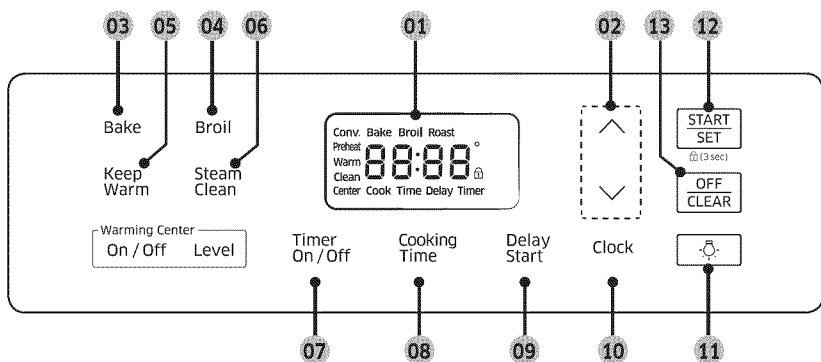 03 05 04 06 01 02 13 12
Bake
Broil
Keep
Warm
Steam
Clean
Warming Center
On / Off Level
Conv. Bake Broil Roast
Preheat
Warm
Clean
88:88°
Center Cook Time Delay Timer
START
SET
(3 sec)
OFF
CLEAR
Timer
On / Off
Cooking
Time
Delay
Start
Clock
07 08 09 10 11